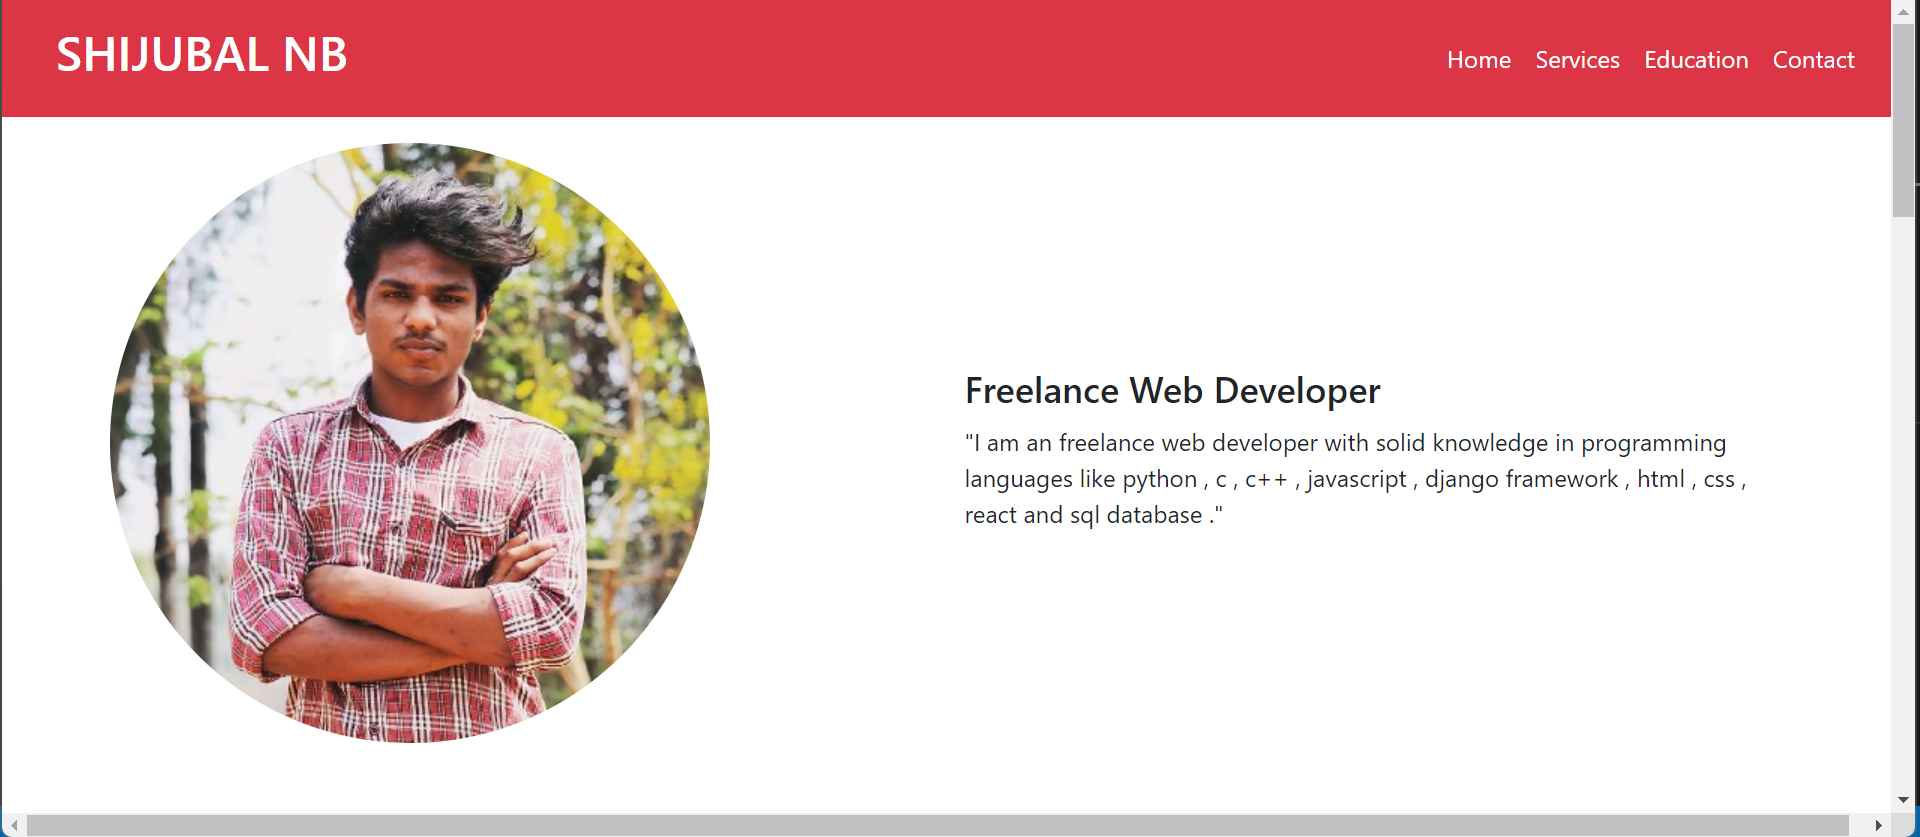 SHIJUBAL NB
Home Services Education Contact
Freelance Web Developer
"I am an freelance web developer with solid knowledge in programming
languages like python , c , c++ , javascript , django framework , html , css ,
react and sql database ."